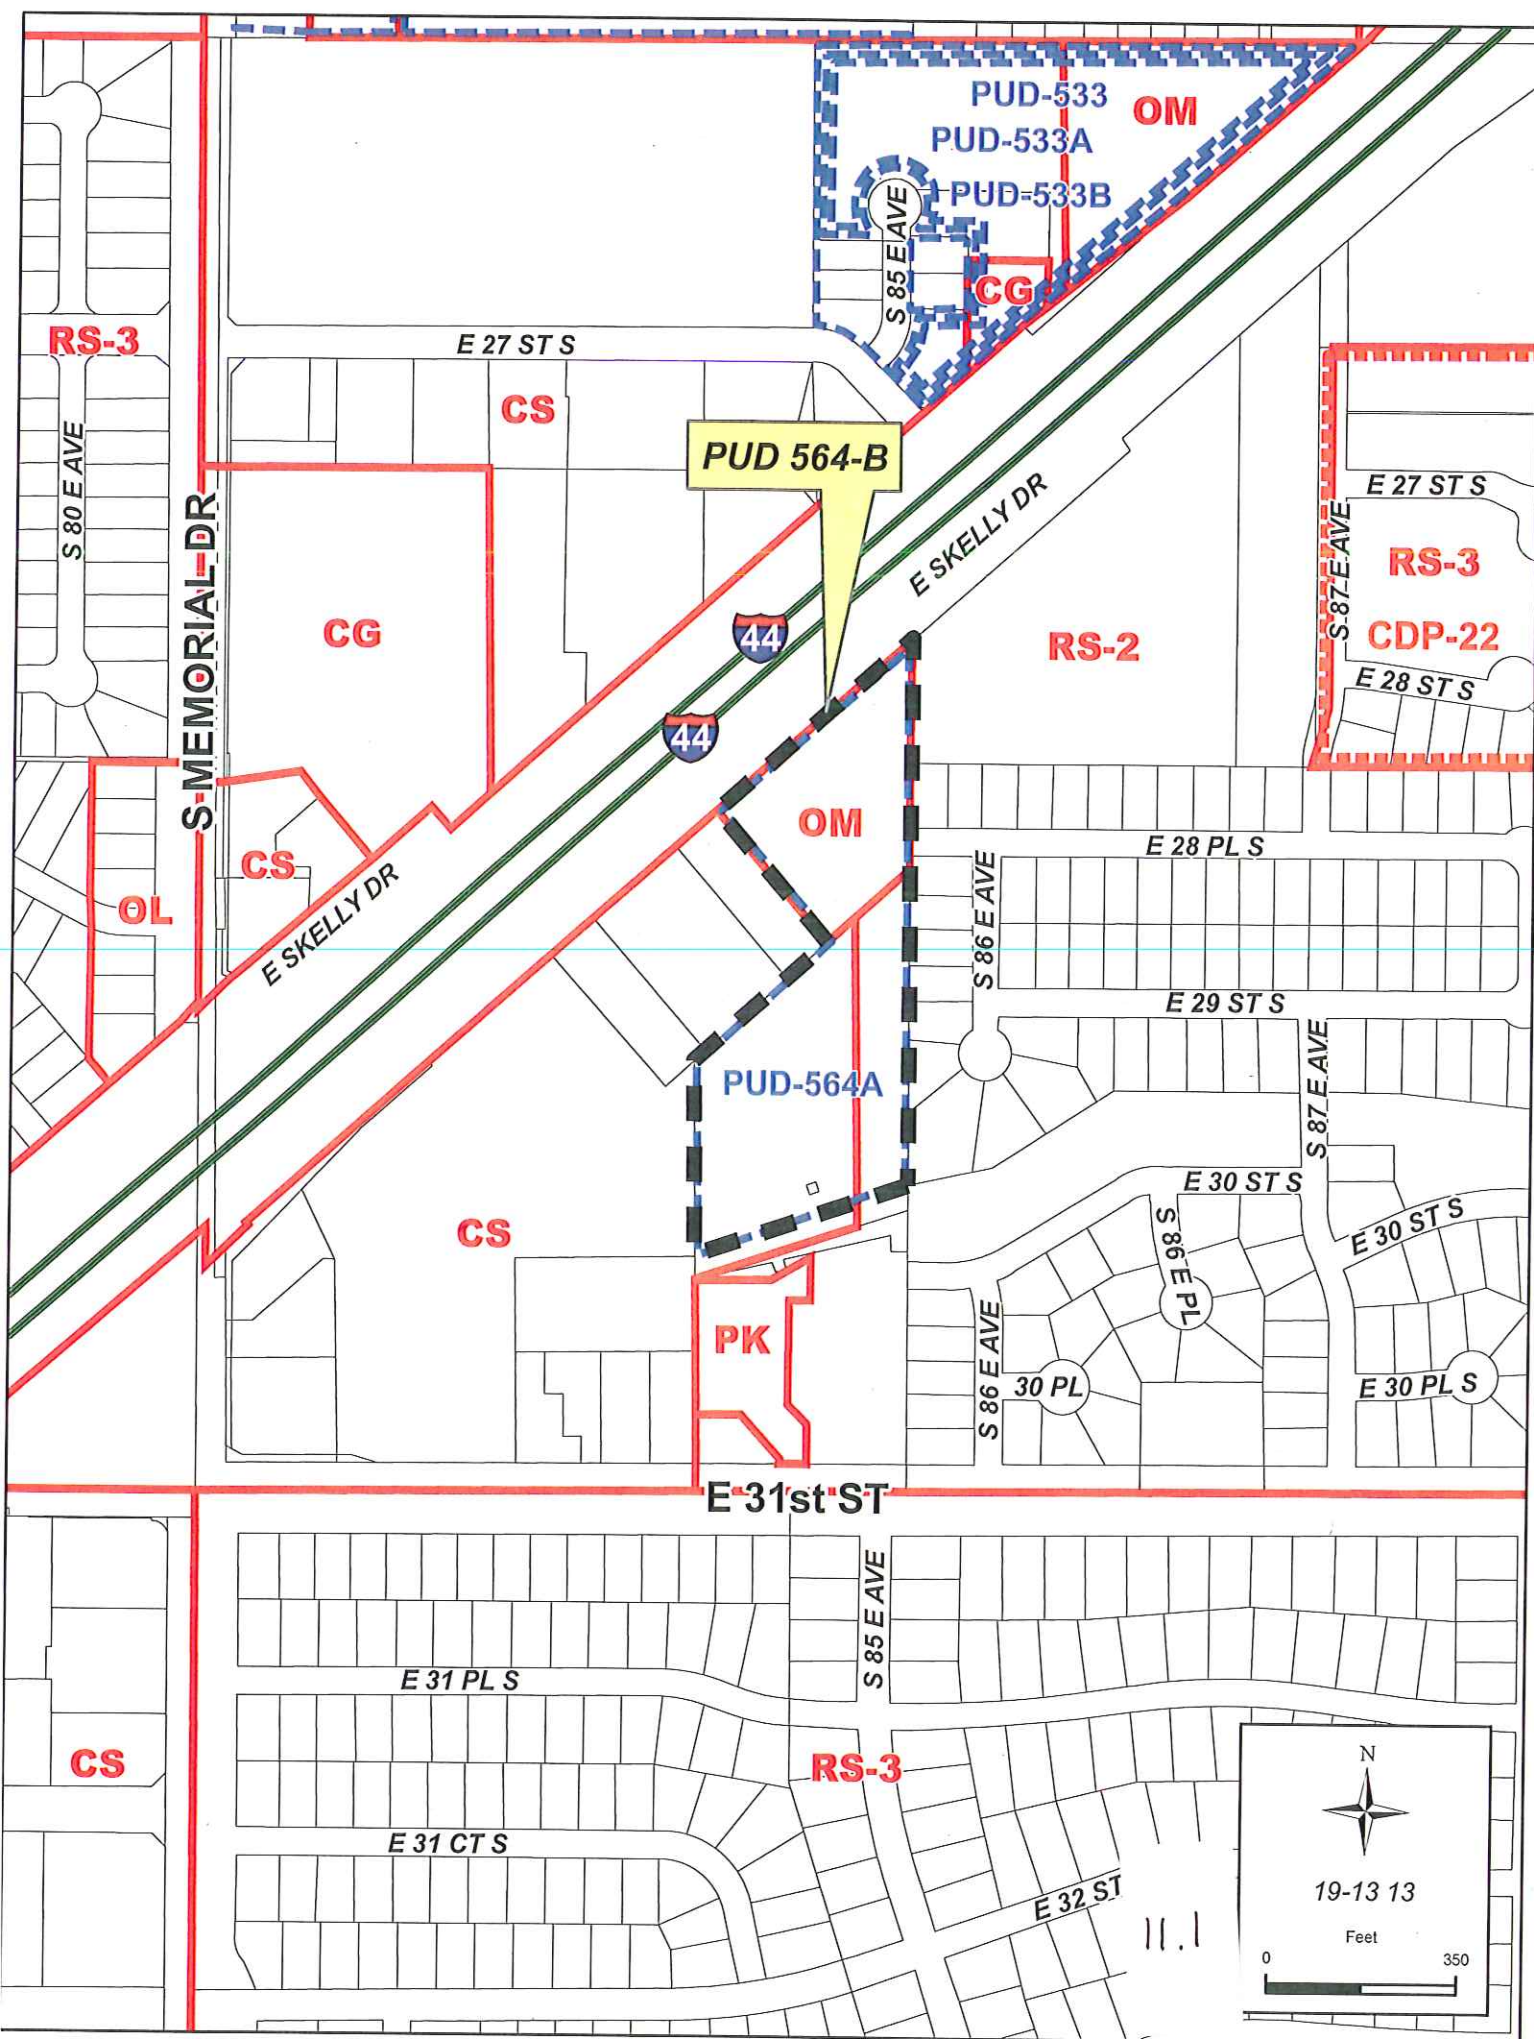 PUD-533
OM
PUD-533A
PUD-533B
S 85 E AVE
CG
RS-3
E 27 ST S
CS
S 80 E AVE
PUD 564-B
E 27 ST S
S MEMORIAL DR
E SKELLY DR
S 87 E AVE
RS-3
CG
44
RS-2
CDP-22
E 28 ST S
44
OM
E 28 PL S
CS
OL
E SKELLY DR
S 86 E AVE
E 29 ST S
PUD-564A
S 87 E AVE
E 30 ST S
CS
S 86 E PL
E 30 ST S
PK
S 86 E AVE
30 PL
E 30 PL S
E 31st ST
S 85 E AVE
E 31 PL S
CS
RS-3
N
E 31 CT S
19-13 13
E 32 ST
11.1
Feet
0 350